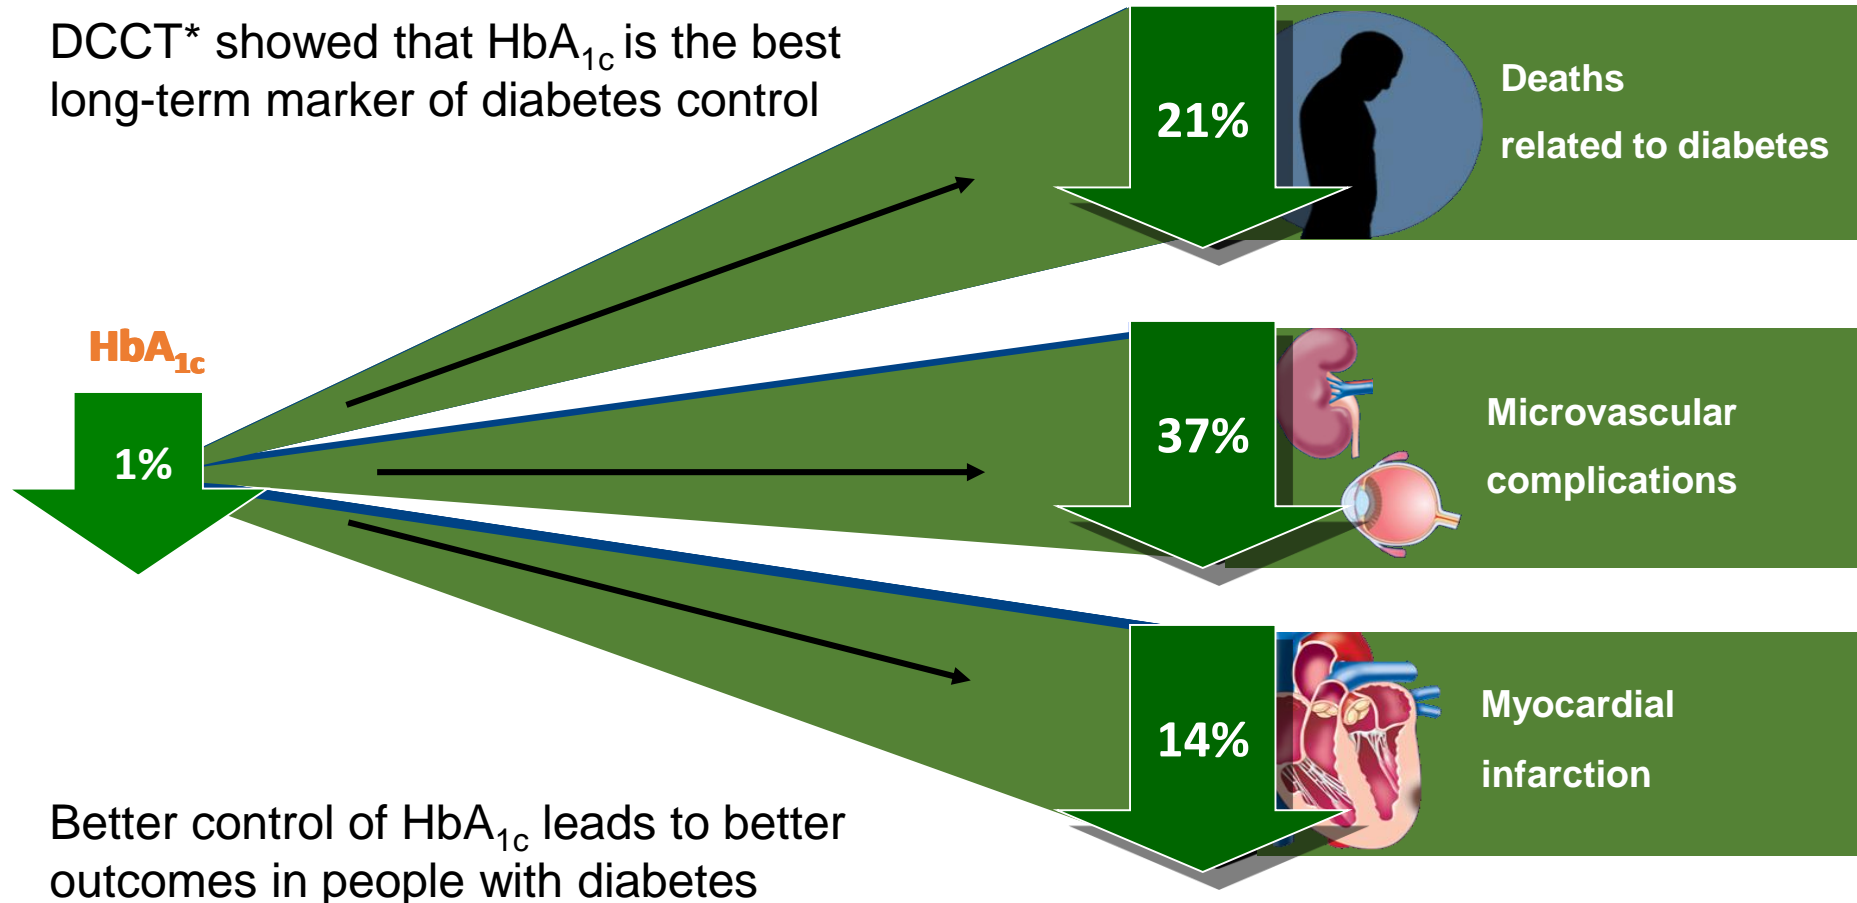 DCCT* showed that HbA1c is the best
long-term marker of diabetes control
21%
Deaths
related to diabetes
HbA1c
1%
37%
Microvascular
complications
14%
Myocardial
infarction
Better control of HbA1c leads to better
outcomes in people with diabetes